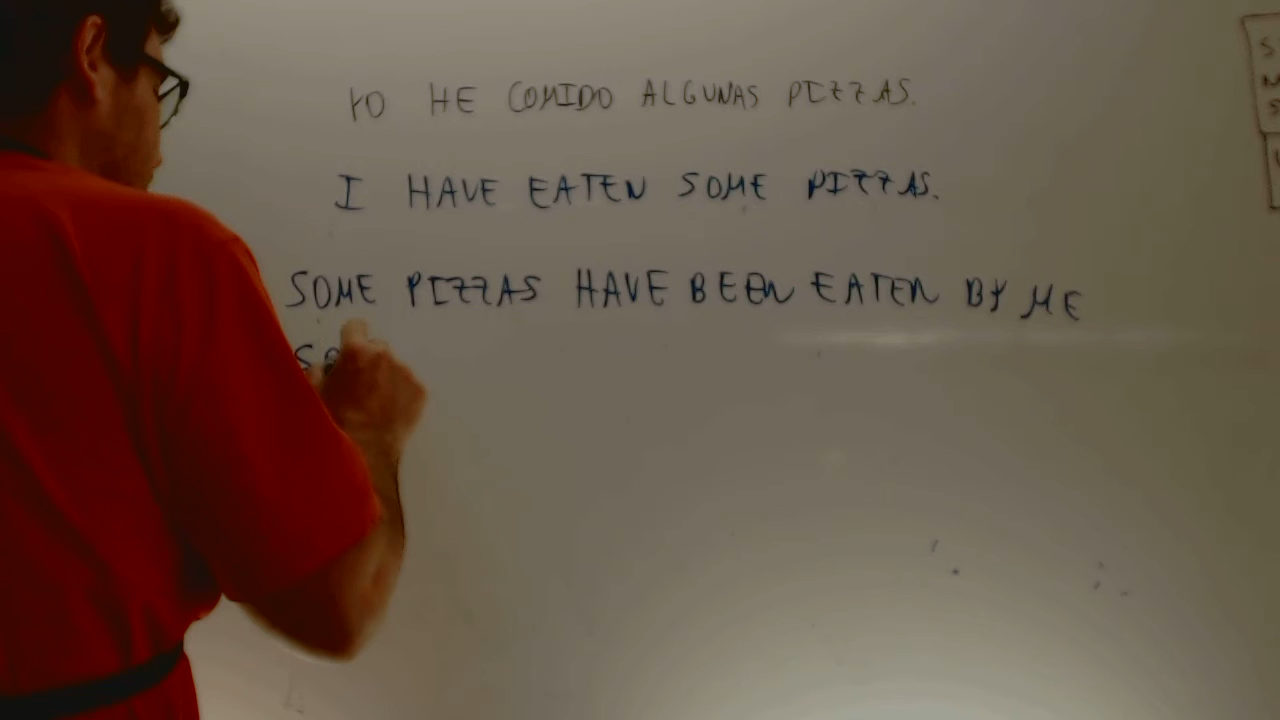 YO HE COMIDO ALGUNAS PIZZAS.
I HAVE EATEN SOME PIZZAS.
SOME PIZZAS HAVE BEEN EATEN BY ME